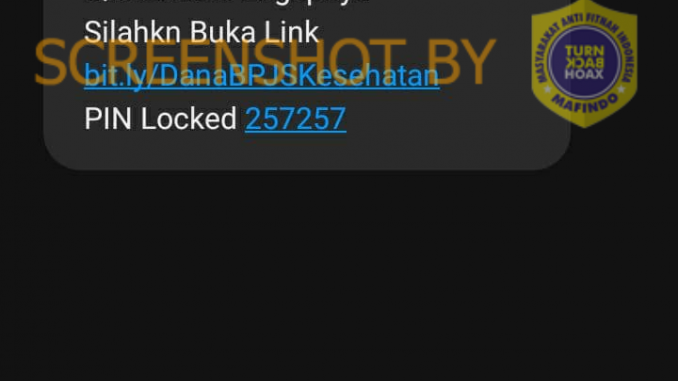 Silahkn Buka Link
bit.ly/DanaBPJSKesehatan
PIN Locked 257257
SCREENSHOT BY
MASYARAKAT ANTI FITNAH INDONESIA
TURN
BACK
HOAX
MAFINDO